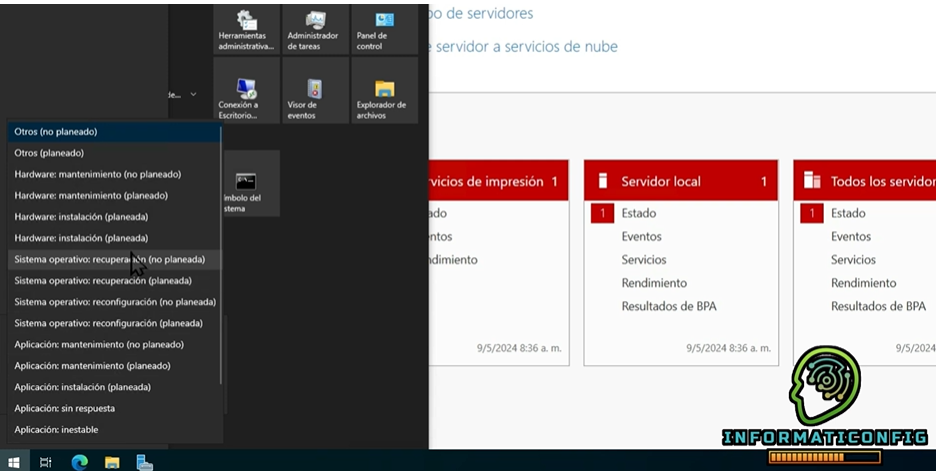 Herramientas
administrativa...
Administrador
de tareas
Panel de
control
Conexión a
Escritorio...
Visor de
eventos
Explorador de
archivos
de...
Otros (no planeado)
Otros (planeado)
Hardware: mantenimiento (no planeado)
Hardware: mantenimiento (planeado)
Hardware: instalación (planeada)
Hardware: instalación (planeada)
Sistema operativo: recuperación (no planeada)
Sistema operativo: recuperación (planeada)
Sistema operativo: reconfiguración (no planeada)
Sistema operativo: reconfiguración (planeada)
Aplicación: mantenimiento (no planeado)
Aplicación: mantenimiento (planeado)
Aplicación: instalación (planeada)
Aplicación: sin respuesta
Aplicación: inestable
ímbolo del
stema
po de servidores
e servidor a servicios de nube
rvicios de impresión 1
ado
entos
ndimiento
9/5/2024 8:36 a. m.
Servidor local 1
1 Estado
Eventos
Servicios
Rendimiento
Resultados de BPA
9/5/2024 8:36 a. m.
Todos los servidor
1 Estado
Eventos
Servicios
Rendimiento
Resultados de BPA
9/5/2024
INFORMATICONFIG